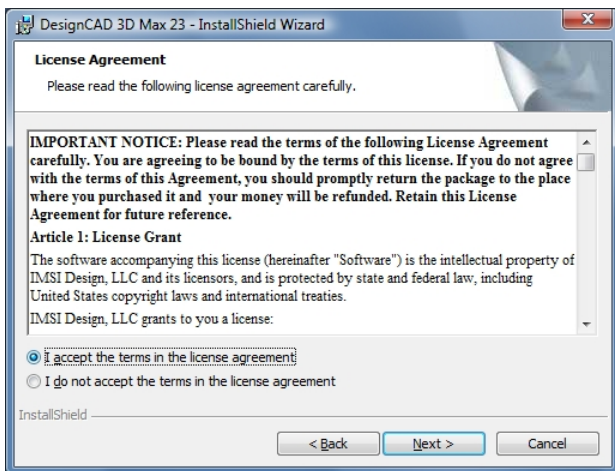 DesignCAD 3D Max 23 - InstallShield Wizard
License Agreement
Please read the following license agreement carefully.
IMPORTANT NOTICE: Please read the terms of the following License Agreement
carefully. You are agreeing to be bound by the terms of this license. If you do not agree
with the terms of this Agreement, you should promptly return the package to the place
where you purchased it and your money will be refunded. Retain this License
Agreement for future reference.
Article 1: License Grant
The software accompanying this license (hereinafter "Software") is the intellectual property of
IMSI Design, LLC and its licensors, and is protected by state and federal law, including
United States copyright laws and international treaties.
IMSI Design, LLC grants to you a license:
I accept the terms in the license agreement
I do not accept the terms in the license agreement
InstallShield
< Back Next > Cancel